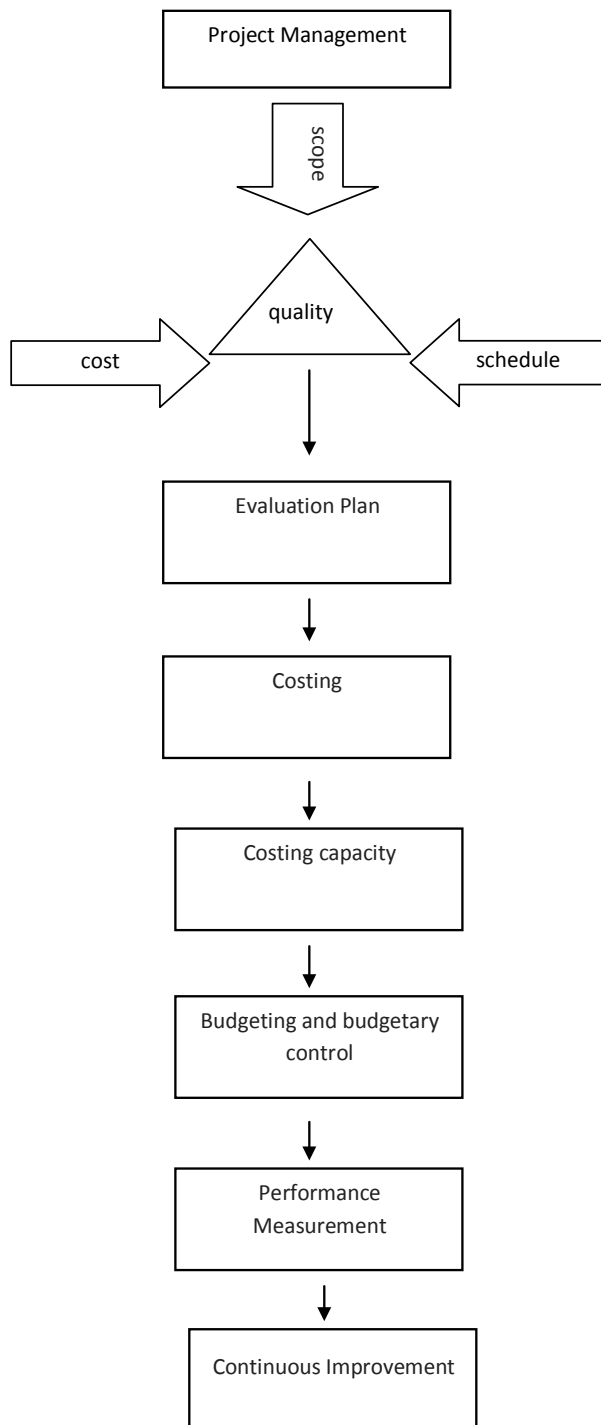 Project Management
scope
quality
cost
schedule
Evaluation Plan
Costing
Costing capacity
Budgeting and budgetary
control
Performance
Measurement
Continuous Improvement